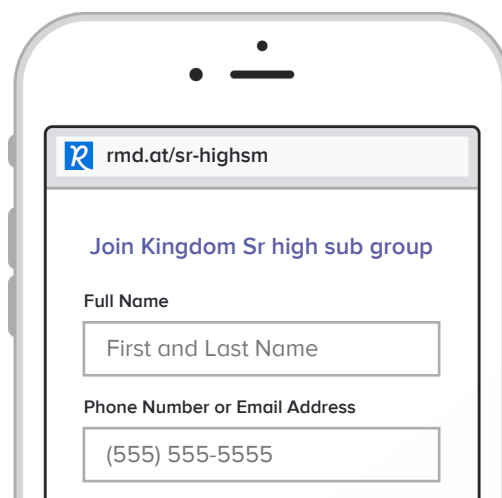 rmd.at/sr-highsm
Join Kingdom Sr high sub group
Full Name
First and Last Name
Phone Number or Email Address
(555) 555-5555